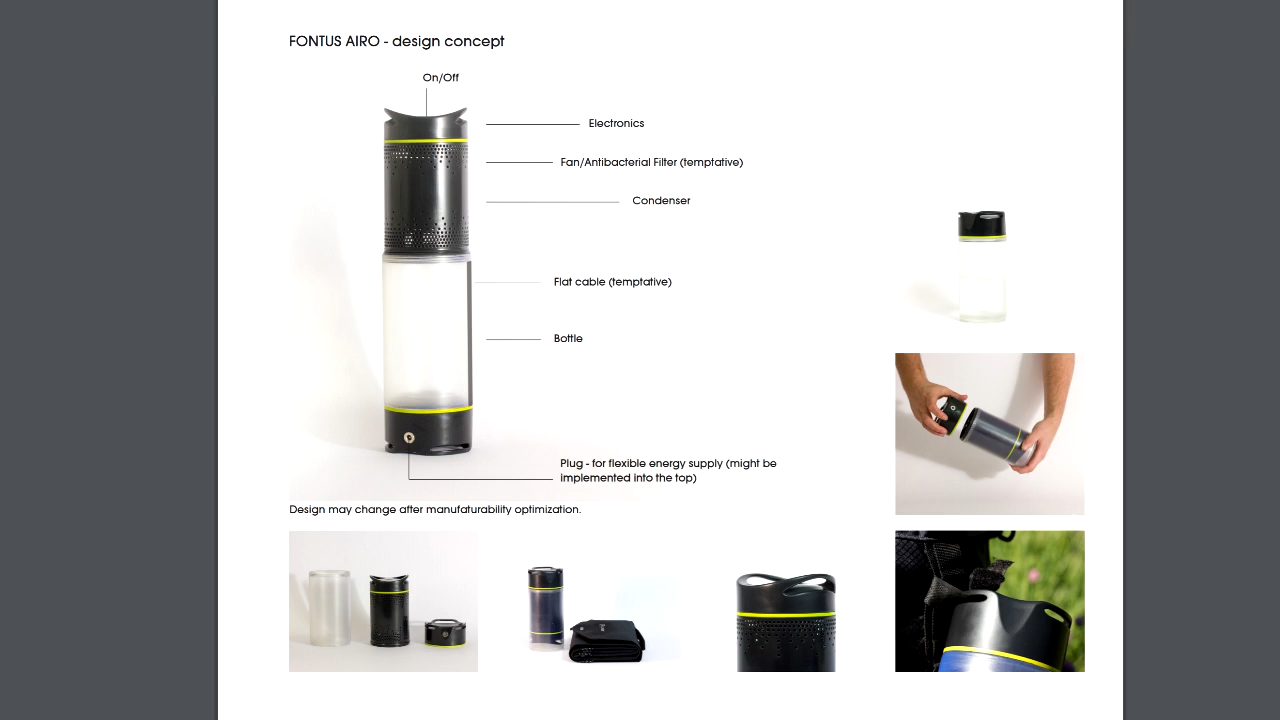 FONTUS AIRO - design concept
On/Off
Electronics
Fan/Antibacterial Filter (temptative)
Condenser
Flat cable (temptative)
Bottle
Plug - for flexible energy supply (might be
implemented into the top)
Design may change after manufaturability optimization.